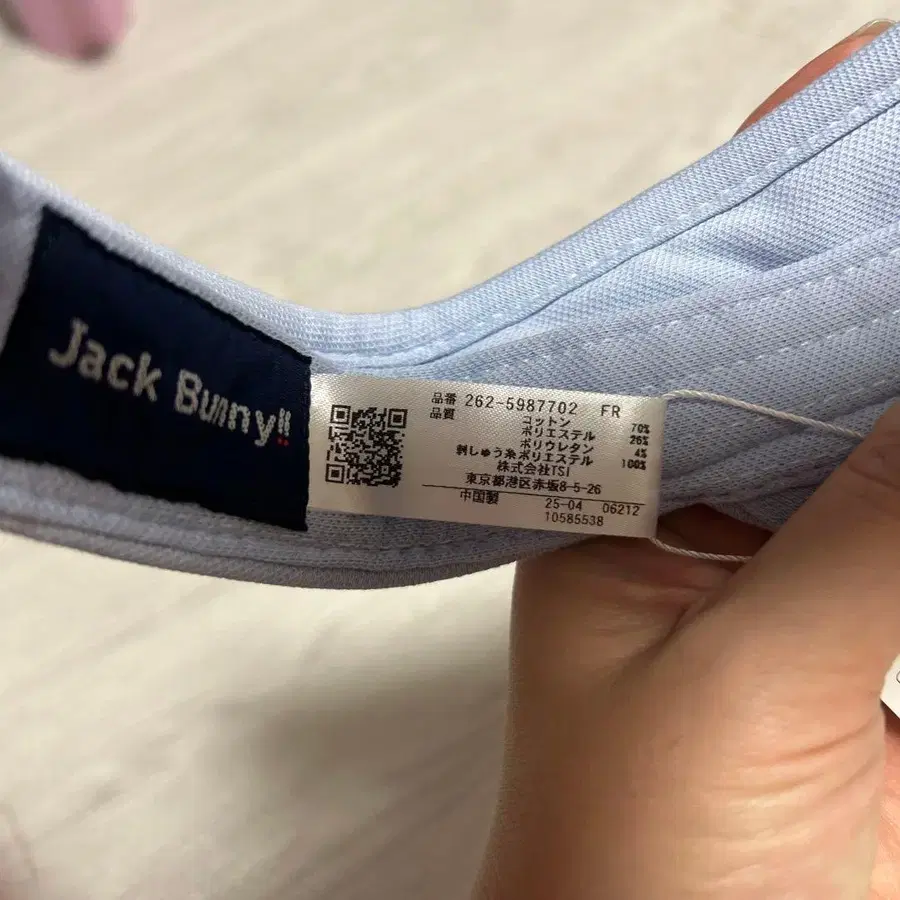 Jack Bunny!!
品番 262-5987702 FR
品質 コットン 70%
ポリエステル 26%
ポリウレタン 4%
刺しゅう糸ポリエステル 100%
株式会社TSI
東京都港区赤坂8-5-26
中国製 25-04 06212
10585538